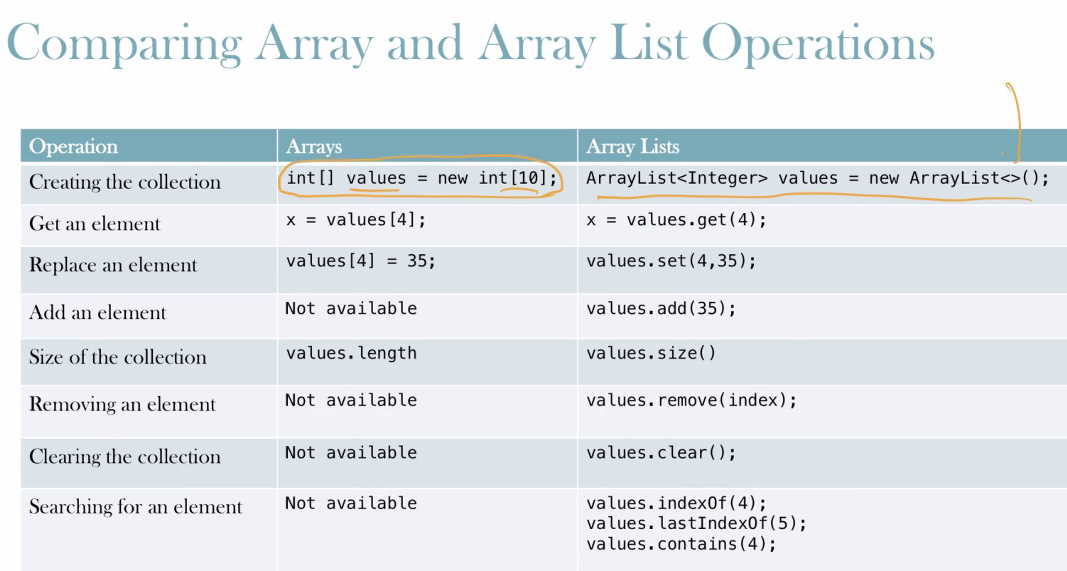 Comparing Array and Array List Operations
Operation Arrays Array Lists
Creating the collection int[] values = new int[10]; ArrayList<Integer> values = new ArrayList<>();
Get an element x = values[4]; x = values.get(4);
Replace an element values[4] = 35; values.set(4,35);
Add an element Not available values.add(35);
Size of the collection values.length values.size()
Removing an element Not available values.remove(index);
Clearing the collection Not available values.clear();
Searching for an element Not available values.indexOf(4);
values.lastIndexOf(5);
values.contains(4);